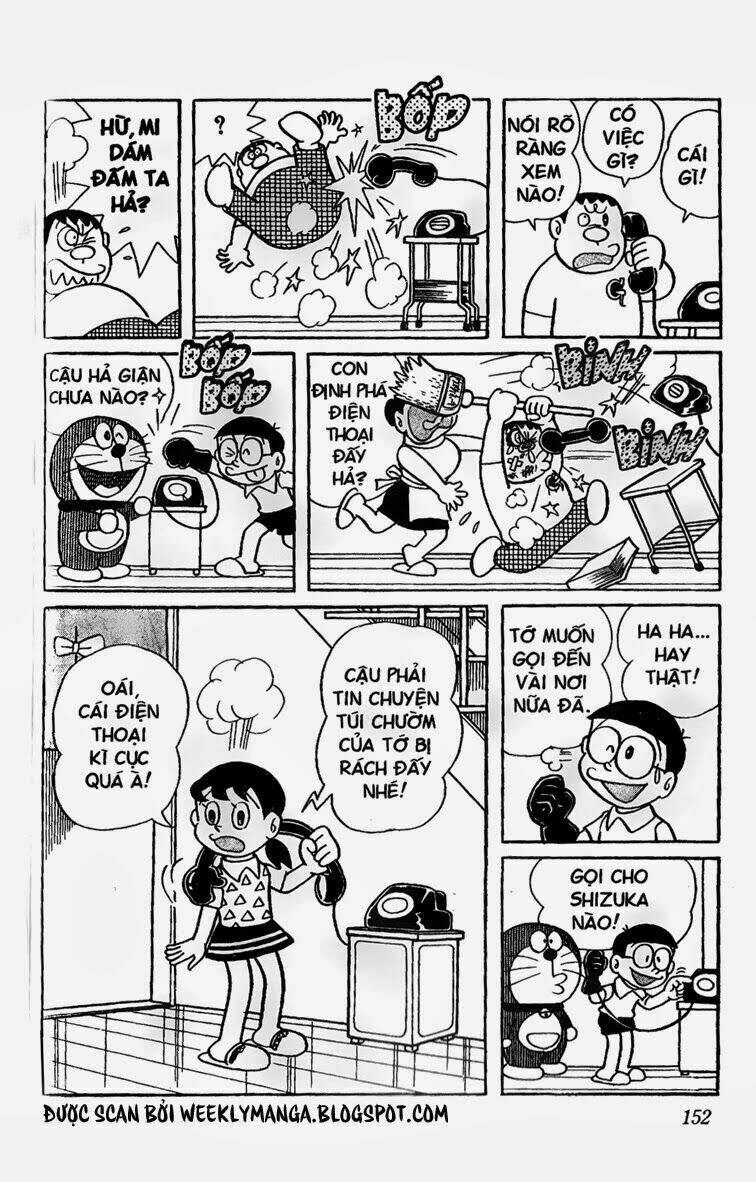 CÁI
GÌ!
CÓ
VIỆC
GÌ?
NÓI RÕ
RÀNG
XEM
NÀO!
BỐP
?
HỪ, MI
DÁM
ĐẤM TA
HẢ?
BINH
BINH
CON
ĐỊNH PHÁ
ĐIỆN
THOẠI
ĐẤY
HẢ?
BỐP
BỐP
CẬU HẢ GIẬN
CHƯA NÀO?
HA HA...
HAY
THẬT!
TỚ MUỐN
GỌI ĐẾN
VÀI NƠI
NỮA ĐÃ.
GỌI CHO
SHIZUKA
NÀO!
CẬU PHẢI
TIN CHUYỆN
TÚI CHƯỜM
CỦA TỚ BỊ
RÁCH ĐẤY
NHÉ!
OÁI,
CÁI ĐIỆN
THOẠI
KÌ CỤC
QUÁ À!
ĐƯỢC SCAN BỞI WEEKLYMANGA.BLOGSPOT.COM
152